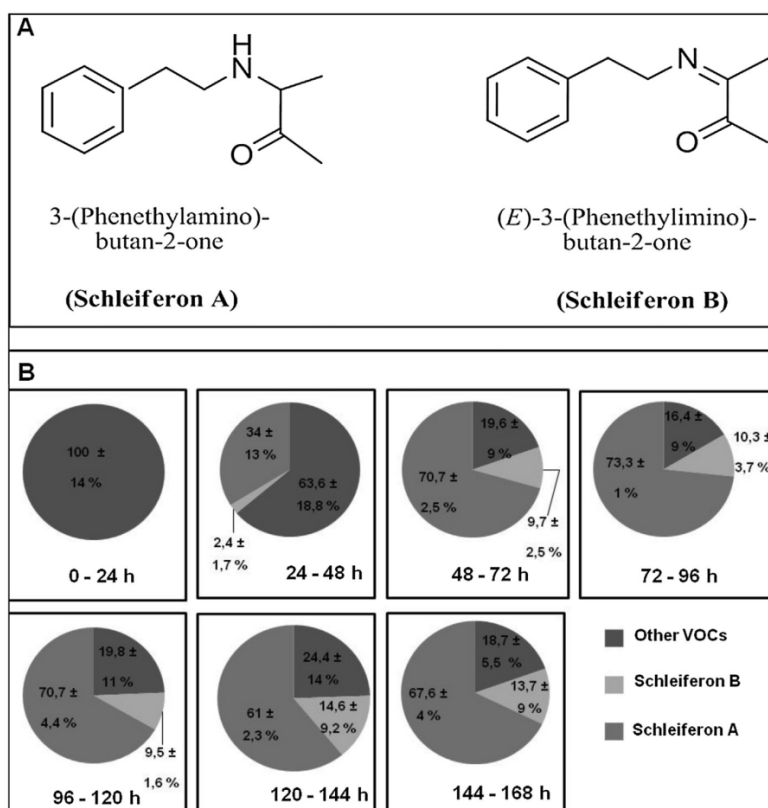 A
H
N
O
3-(Phenethylamino)-
butan-2-one
(Schleiferon A)
N
O
(E)-3-(Phenethylimino)-
butan-2-one
(Schleiferon B)
B
100 ±
14 %
0 - 24 h
34 ±
13 %
63,6 ±
18,8 %
2,4 ±
1,7 %
24 - 48 h
19,6 ±
9 %
70,7 ±
2,5 %
9,7 ±
2,5 %
48 - 72 h
16,4 ±
9 %
10,3 ±
3,7 %
73,3 ±
1 %
72 - 96 h
19,8 ±
11 %
70,7 ±
4,4 %
9,5 ±
1,6 %
96 - 120 h
24,4 ±
14 %
14,6 ±
9,2 %
61 ±
2,3 %
120 - 144 h
18,7 ±
5,5 %
13,7 ±
9 %
67,6 ±
4 %
144 - 168 h
Other VOCs
Schleiferon B
Schleiferon A